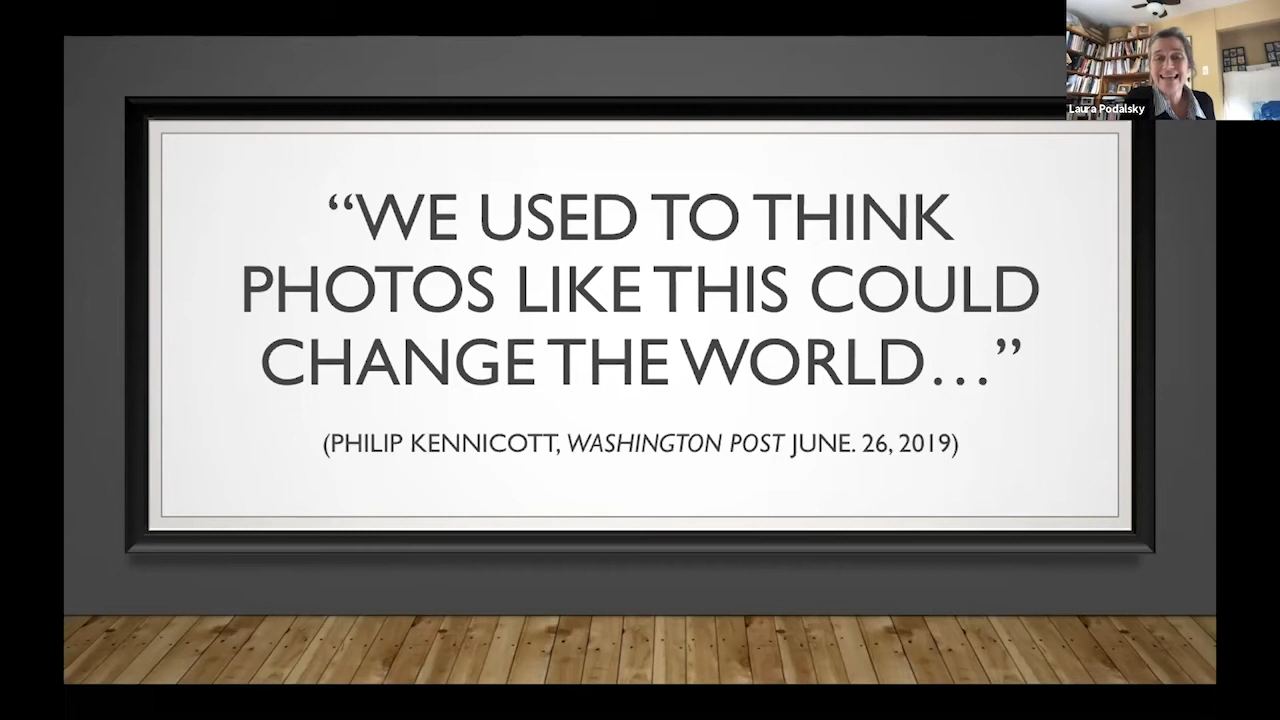 Laura Podalsky
“WE USED TO THINK
PHOTOS LIKE THIS COULD
CHANGE THE WORLD…”
(PHILIP KENNICOTT, WASHINGTON POST JUNE. 26, 2019)